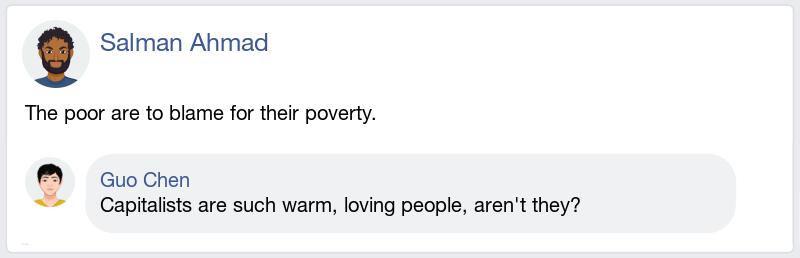 Salman Ahmad
The poor are to blame for their poverty.
Guo Chen
Capitalists are such warm, loving people, aren't they?